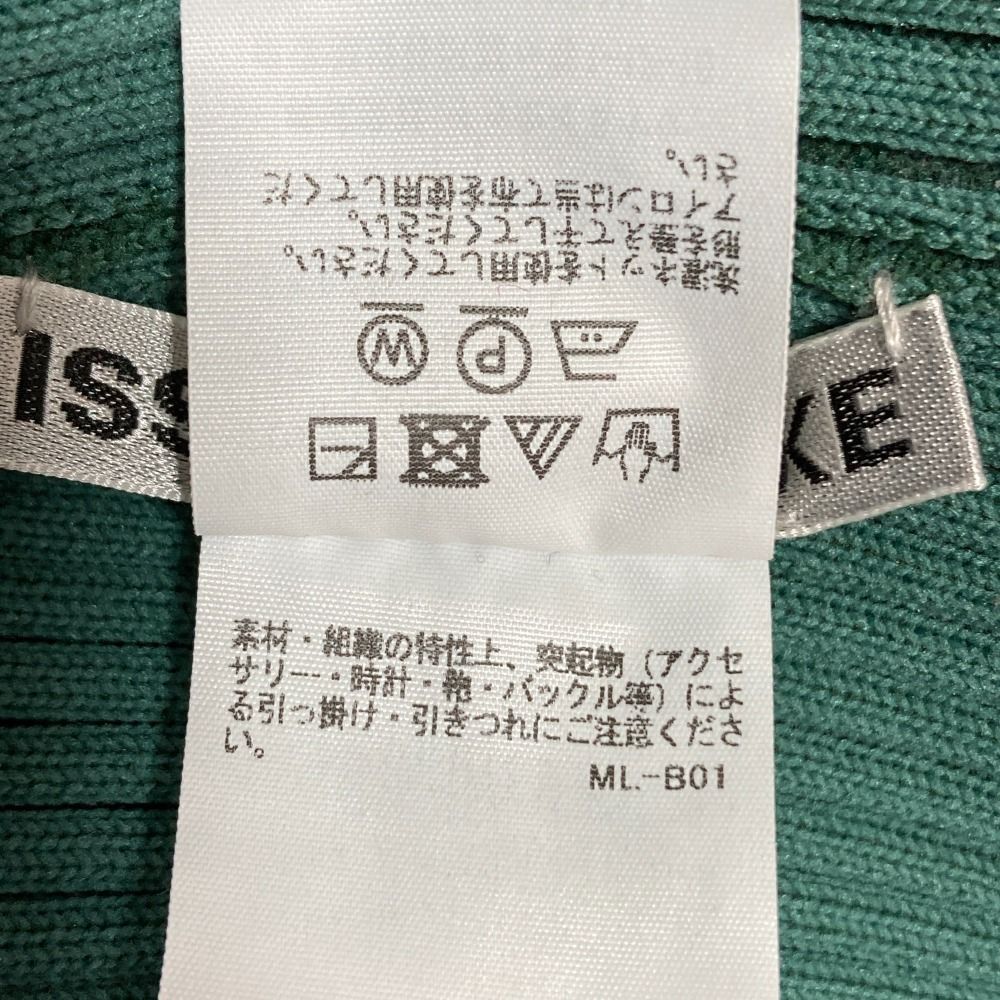 洗濯ネットを使用してください。
形を整えて干してください。
アイロンは当て布を使用してくだ
さい。
P
W
ISS
KE
素材・組織の特性上、突起物（アクセ
サリー・時計・鞄・バックル等）によ
る引っ掛け・引きつれにご注意くださ
い。
ML-B01